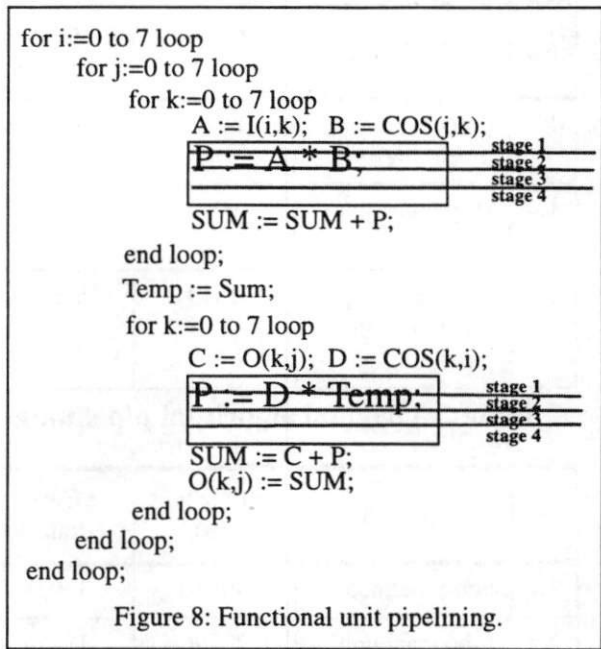 for i:=0 to 7 loop
for j:=0 to 7 loop
for k:=0 to 7 loop
A := I(i,k); B := COS(j,k);
P := A * B;
stage 1
stage 2
stage 3
stage 4
SUM := SUM + P;
end loop;
Temp := Sum;
for k:=0 to 7 loop
C := O(k,j); D := COS(k,i);
P := D * Temp;
stage 1
stage 2
stage 3
stage 4
SUM := C + P;
O(k,j) := SUM;
end loop;
end loop;
end loop;
Figure 8: Functional unit pipelining.